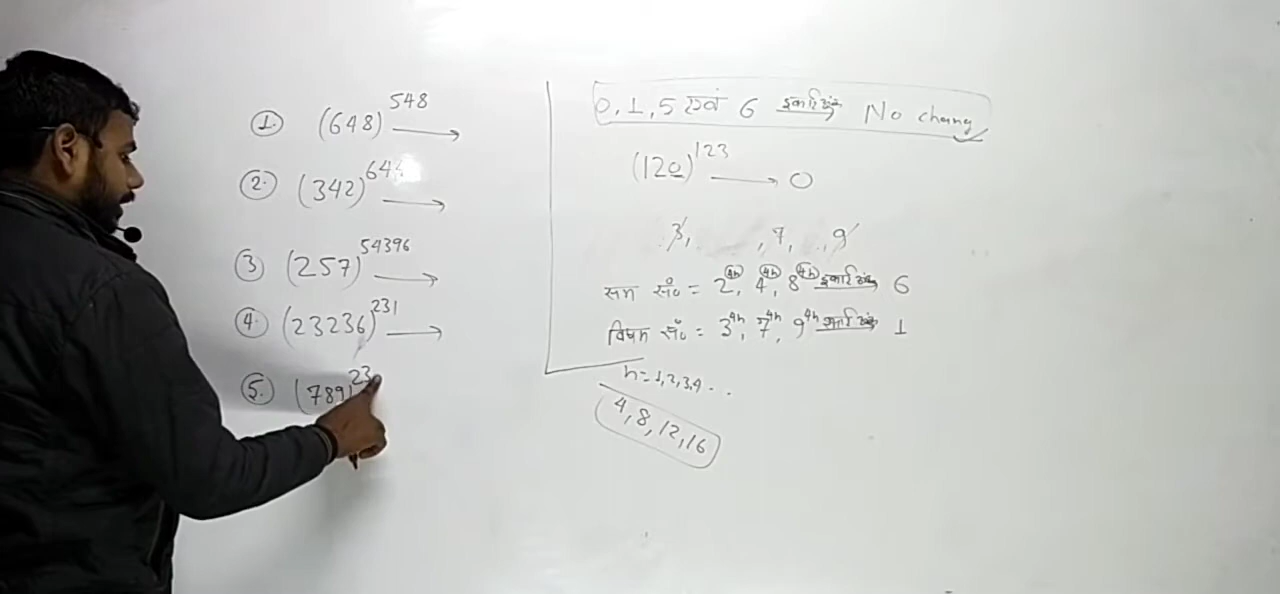 ① (648)^548 →
② (342)^64
③ (257)^54396 →
④ (23236)^231 →
⑤ (789)^23
0, 1, 5 एवं 6 इकाई अंक → No chang
(120)^123 → 0
3, 7, 9
सम सं० = 2^4n, 4^4n, 8^4n इकाई अंक → 6
विषम सं० = 3^4n, 7^4n, 9^4n इकाई अंक → 1
n = 1,2,3,4 - ..
4, 8, 12, 16